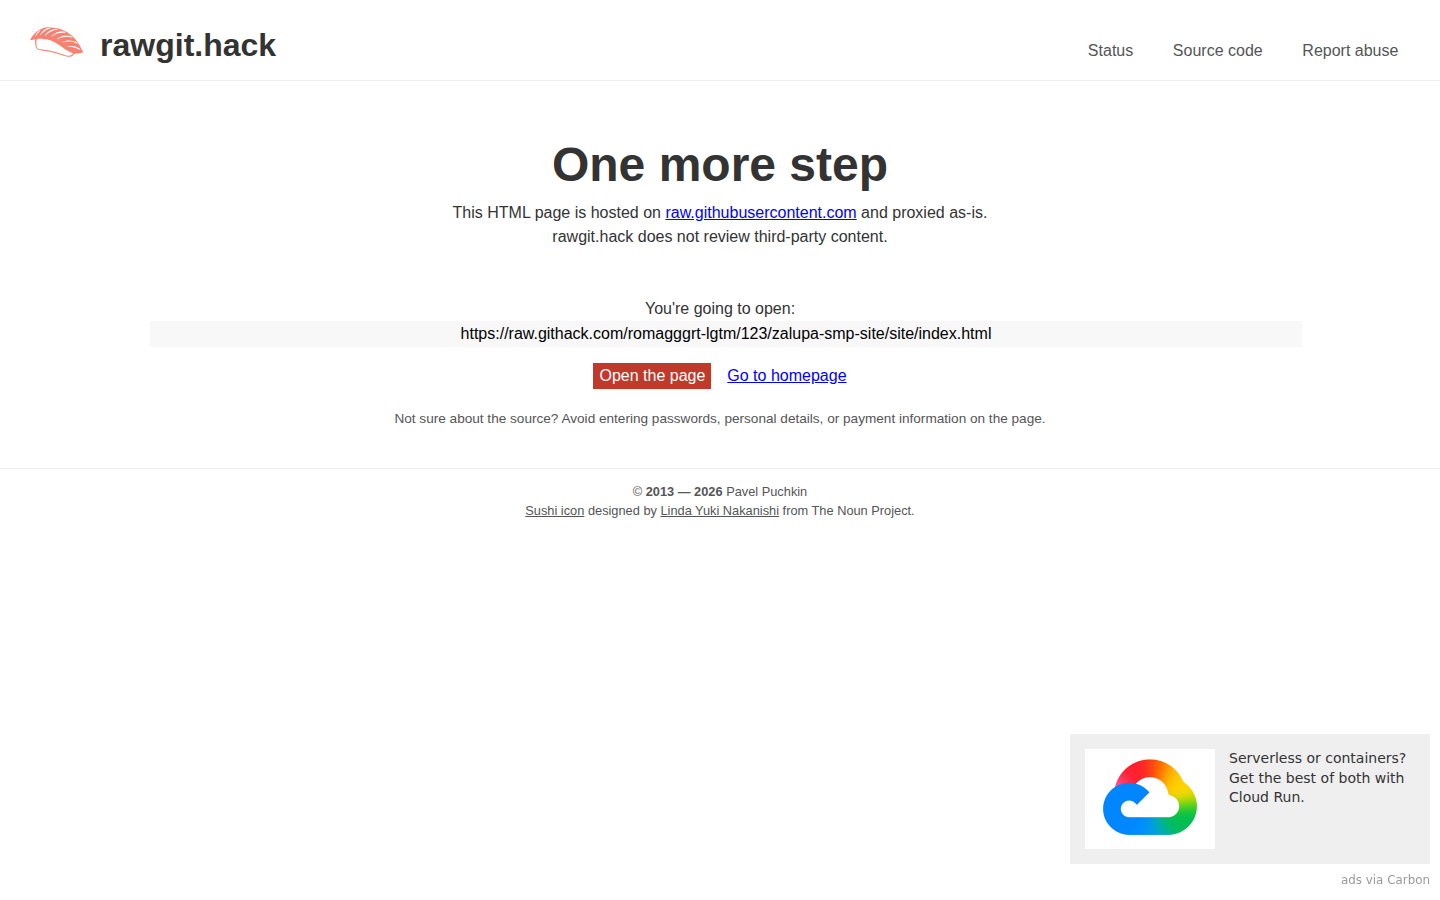 rawgit.hack
Status
Source code
Report abuse
One more step
This HTML page is hosted on raw.githubusercontent.com and proxied as-is.
rawgit.hack does not review third-party content.
You're going to open:
https://raw.githack.com/romagggrt-lgtm/123/zalupa-smp-site/site/index.html
Open the page
Go to homepage
Not sure about the source? Avoid entering passwords, personal details, or payment information on the page.
© 2013 — 2026 Pavel Puchkin
Sushi icon designed by Linda Yuki Nakanishi from The Noun Project.
Serverless or containers?
Get the best of both with
Cloud Run.
ads via Carbon